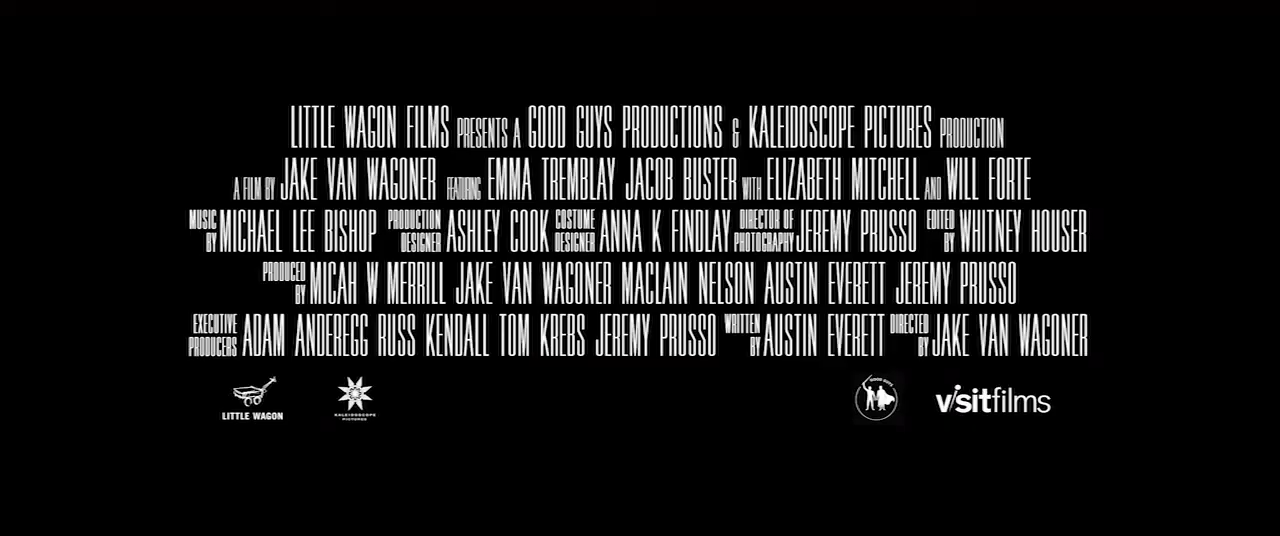 LITTLE WAGON FILMS PRESENTS A GOOD GUYS PRODUCTIONS & KALEIDOSCOPE PICTURES PRODUCTION
A FILM BY JAKE VAN WAGONER FEATURING EMMA TREMBLAY JACOB BUSTER WITH ELIZABETH MITCHELL AND WILL FORTE
MUSIC BY MICHAEL LEE BISHOP PRODUCTION DESIGNER ASHLEY COOK COSTUME DESIGNER ANNA K FINDLAY DIRECTOR OF PHOTOGRAPHY JEREMY PRUSSO EDITED BY WHITNEY HOUSER
PRODUCED BY MICAH W MERRILL JAKE VAN WAGONER MACLAIN NELSON AUSTIN EVERETT JEREMY PRUSSO
EXECUTIVE PRODUCERS ADAM ANDEREGG RUSS KENDALL TOM KREBS JEREMY PRUSSO WRITTEN BY AUSTIN EVERETT DIRECTED BY JAKE VAN WAGONER
LITTLE WAGON
KALEIDOSCOPE
PICTURES
GOOD GUYS
visitfilms